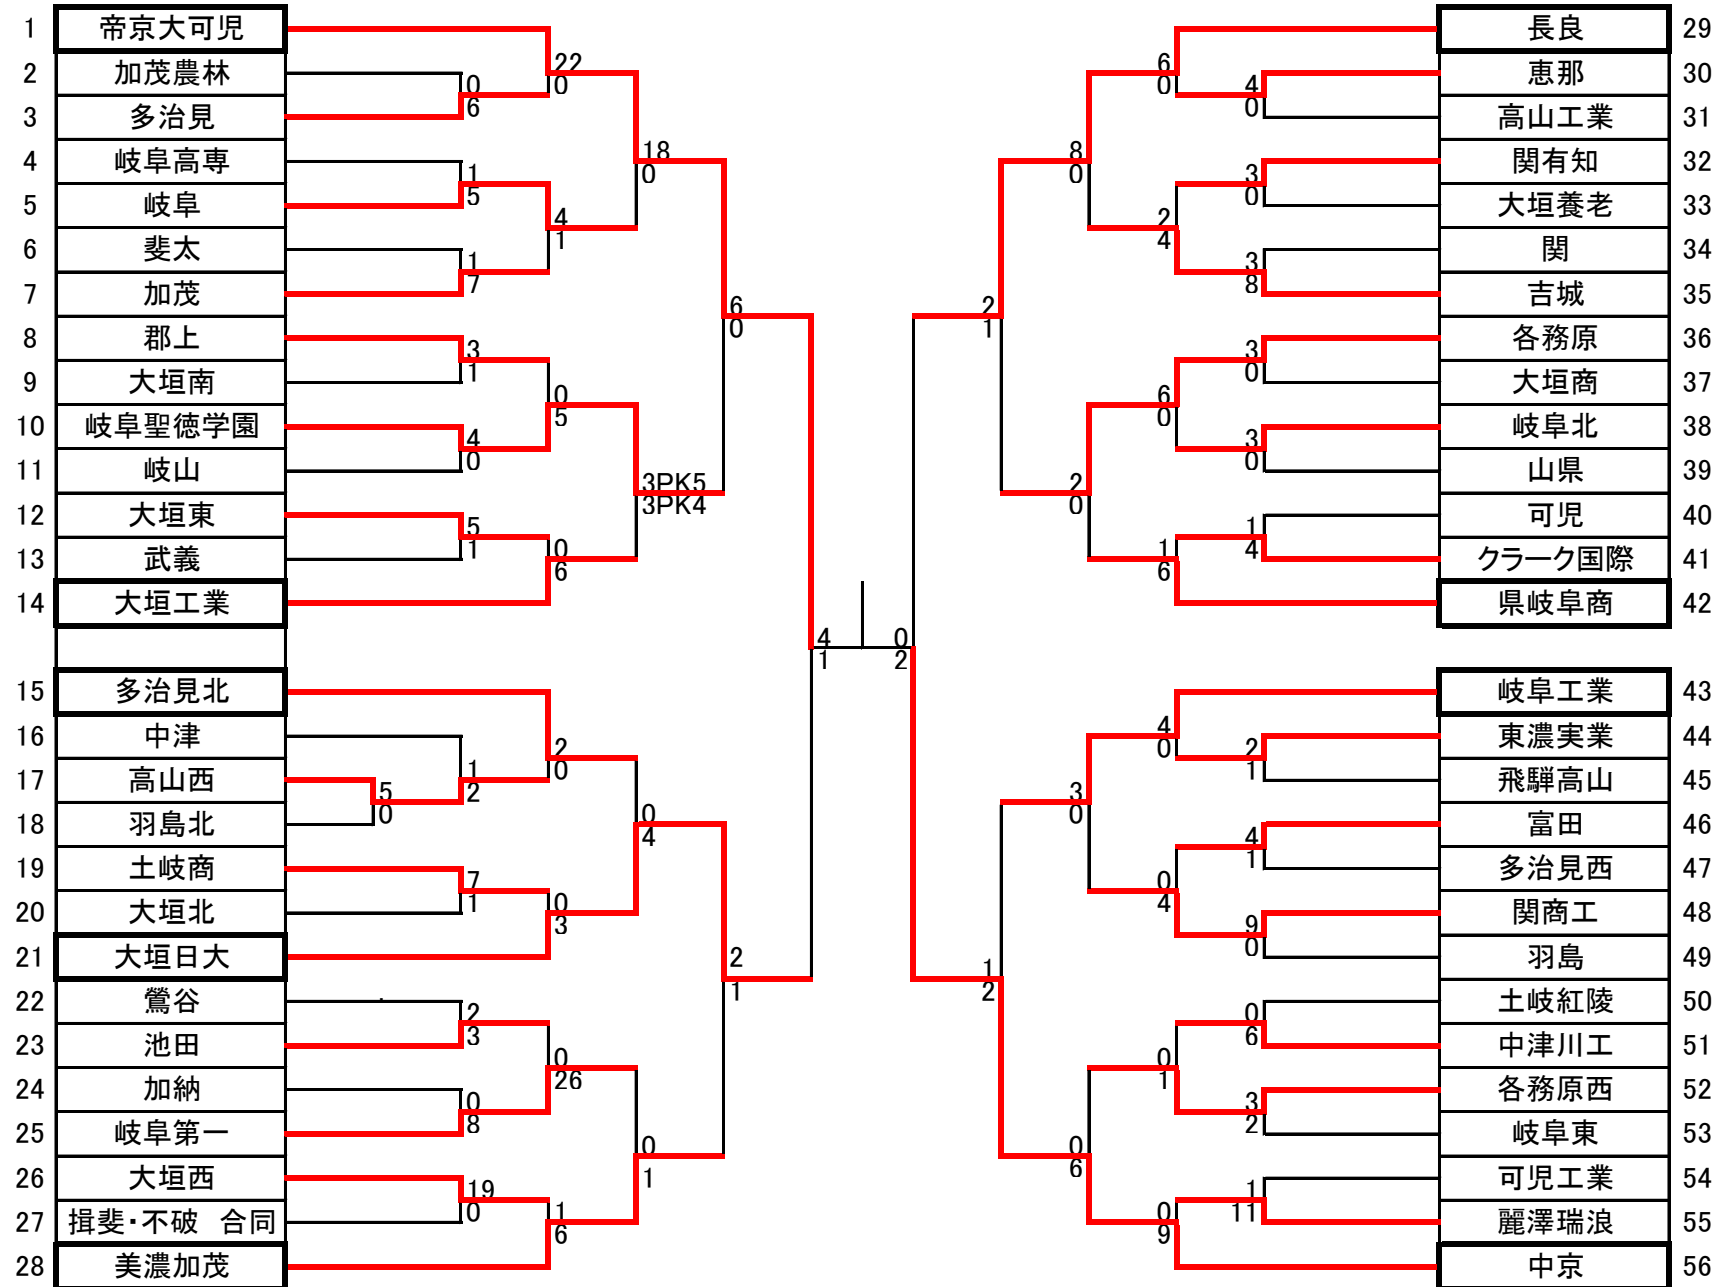 1 帝京大可児
2 加茂農林
3 多治見
4 岐阜高専
5 岐阜
6 斐太
7 加茂
8 郡上
9 大垣南
10 岐阜聖徳学園
11 岐山
12 大垣東
13 武義
14 大垣工業
15 多治見北
16 中津
17 高山西
18 羽島北
19 土岐商
20 大垣北
21 大垣日大
22 鶯谷
23 池田
24 加納
25 岐阜第一
26 大垣西
27 揖斐・不破 合同
28 美濃加茂
0
6
1
5
1
7
3
1
4
0
5
1
5
0
1
2
7
1
2
3
0
8
19
0
22
0
4
1
0
5
0
6
2
0
0
3
0
26
1
6
18
0
3PK5
3PK4
0
4
0
1
6
0
2
1
4
1
0
2
2
1
1
2
8
0
2
0
3
0
0
6
6
0
2
4
6
0
1
6
4
0
0
4
0
1
0
9
4
0
3
0
3
8
3
0
3
0
1
4
2
1
4
1
9
0
0
6
3
2
1
11
長良 29
恵那 30
高山工業 31
関有知 32
大垣養老 33
関 34
吉城 35
各務原 36
大垣商 37
岐阜北 38
山県 39
可児 40
クラーク国際 41
県岐阜商 42
岐阜工業 43
東濃実業 44
飛騨高山 45
富田 46
多治見西 47
関商工 48
羽島 49
土岐紅陵 50
中津川工 51
各務原西 52
岐阜東 53
可児工業 54
麗澤瑞浪 55
中京 56